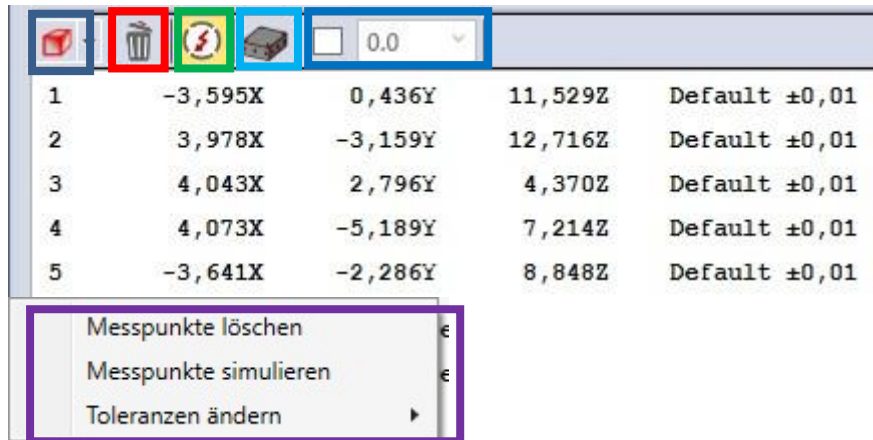 0.0
1 -3,595X 0,436Y 11,529Z Default ±0,01
2 3,978X -3,159Y 12,716Z Default ±0,01
3 4,043X 2,796Y 4,370Z Default ±0,01
4 4,073X -5,189Y 7,214Z Default ±0,01
5 -3,641X -2,286Y 8,848Z Default ±0,01
Messpunkte löschen
Messpunkte simulieren
Toleranzen ändern